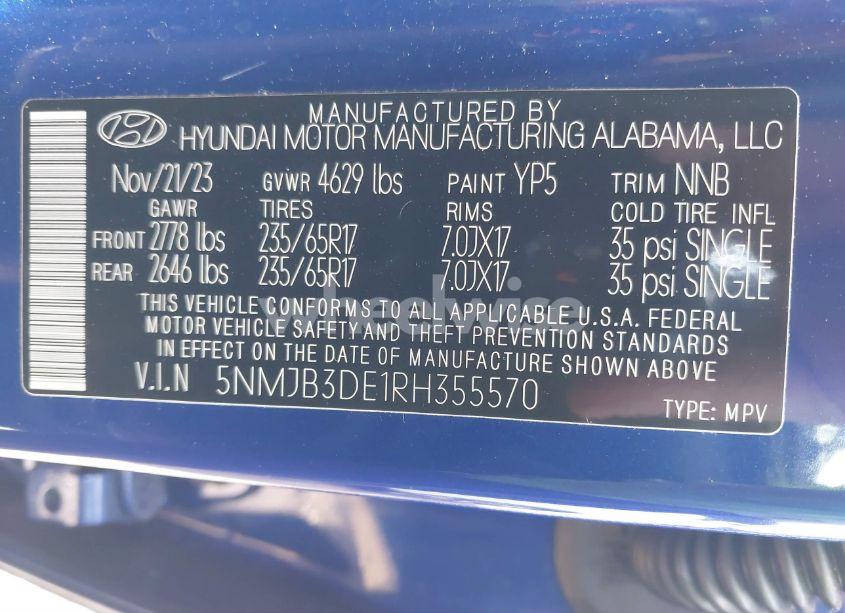 MANUFACTURED BY
HYUNDAI MOTOR MANUFACTURING ALABAMA, LLC
Nov/21/23 GVWR 4629 lbs PAINT YP5 TRIM NNB
GAWR TIRES RIMS COLD TIRE INFL
FRONT 2778 lbs 235/65R17 7.0JX17 35 psi SINGLE
REAR 2646 lbs 235/65R17 7.0JX17 35 psi SINGLE
THIS VEHICLE CONFORMS TO ALL APPLICABLE U.S.A. FEDERAL
MOTOR VEHICLE SAFETY AND THEFT PREVENTION STANDARDS
IN EFFECT ON THE DATE OF MANUFACTURE SHOWN ABOVE
V.I.N 5NMJB3DE1RH355570
TYPE: MPV
wheelwise